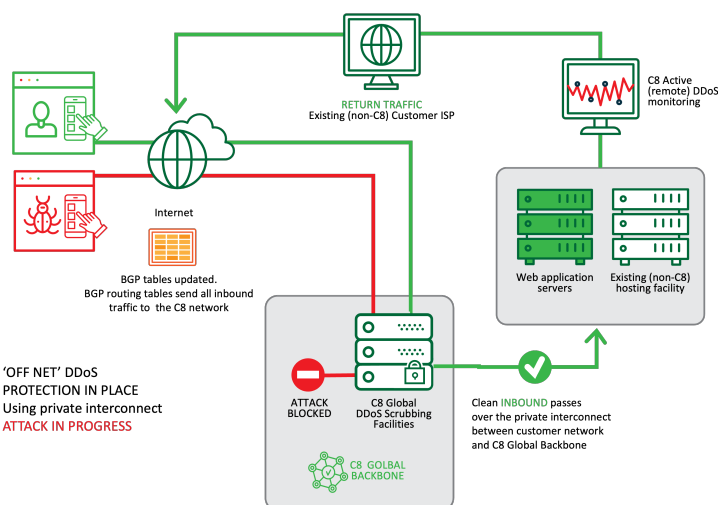 RETURN TRAFFIC
Existing (non-C8) Customer ISP
C8 Active
(remote) DDoS
monitoring
Internet
BGP tables updated.
BGP routing tables send all inbound
traffic to the C8 network
Web application
servers
Existing (non-C8)
hosting facility
'OFF NET' DDoS
PROTECTION IN PLACE
Using private interconnect
ATTACK IN PROGRESS
ATTACK
BLOCKED
C8 Global
DDoS Scrubbing
Facilities
Clean INBOUND passes
over the private interconnect
between customer network
and C8 Global Backbone
C8 GOLBAL
BACKBONE